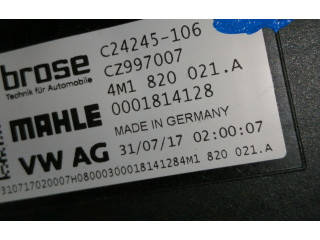 brose C24245-106
Technik für Automobile CZ997007
4M1 820 021.A
MAHLE 0001814128
MADE IN GERMANY
VW AG 31/07/17 02:00:07
310717020007H08000300018141284M1 820 021.A